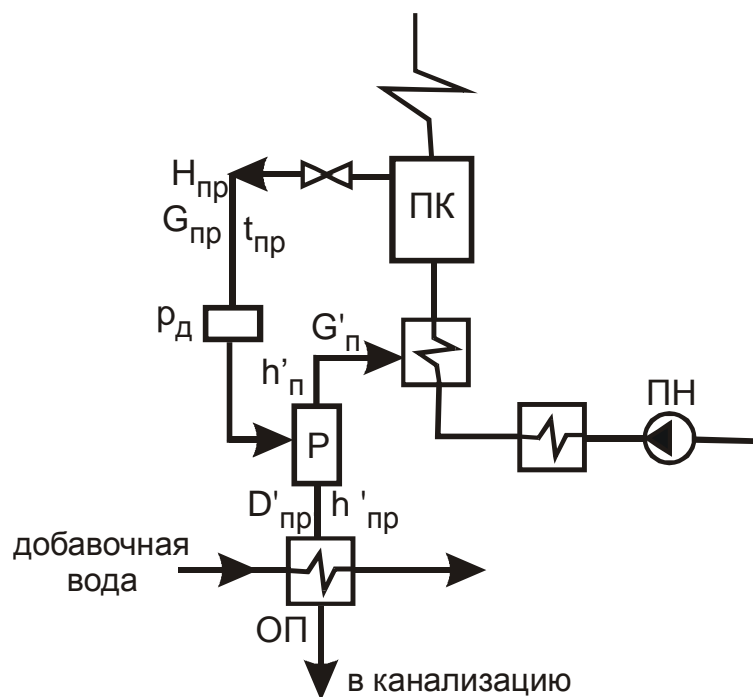 ПК
Hпр
Gпр tпр
pд
G'п
h’п
ПН
P
D'пр h 'пр
добавочная
вода
ОП
в канализацию